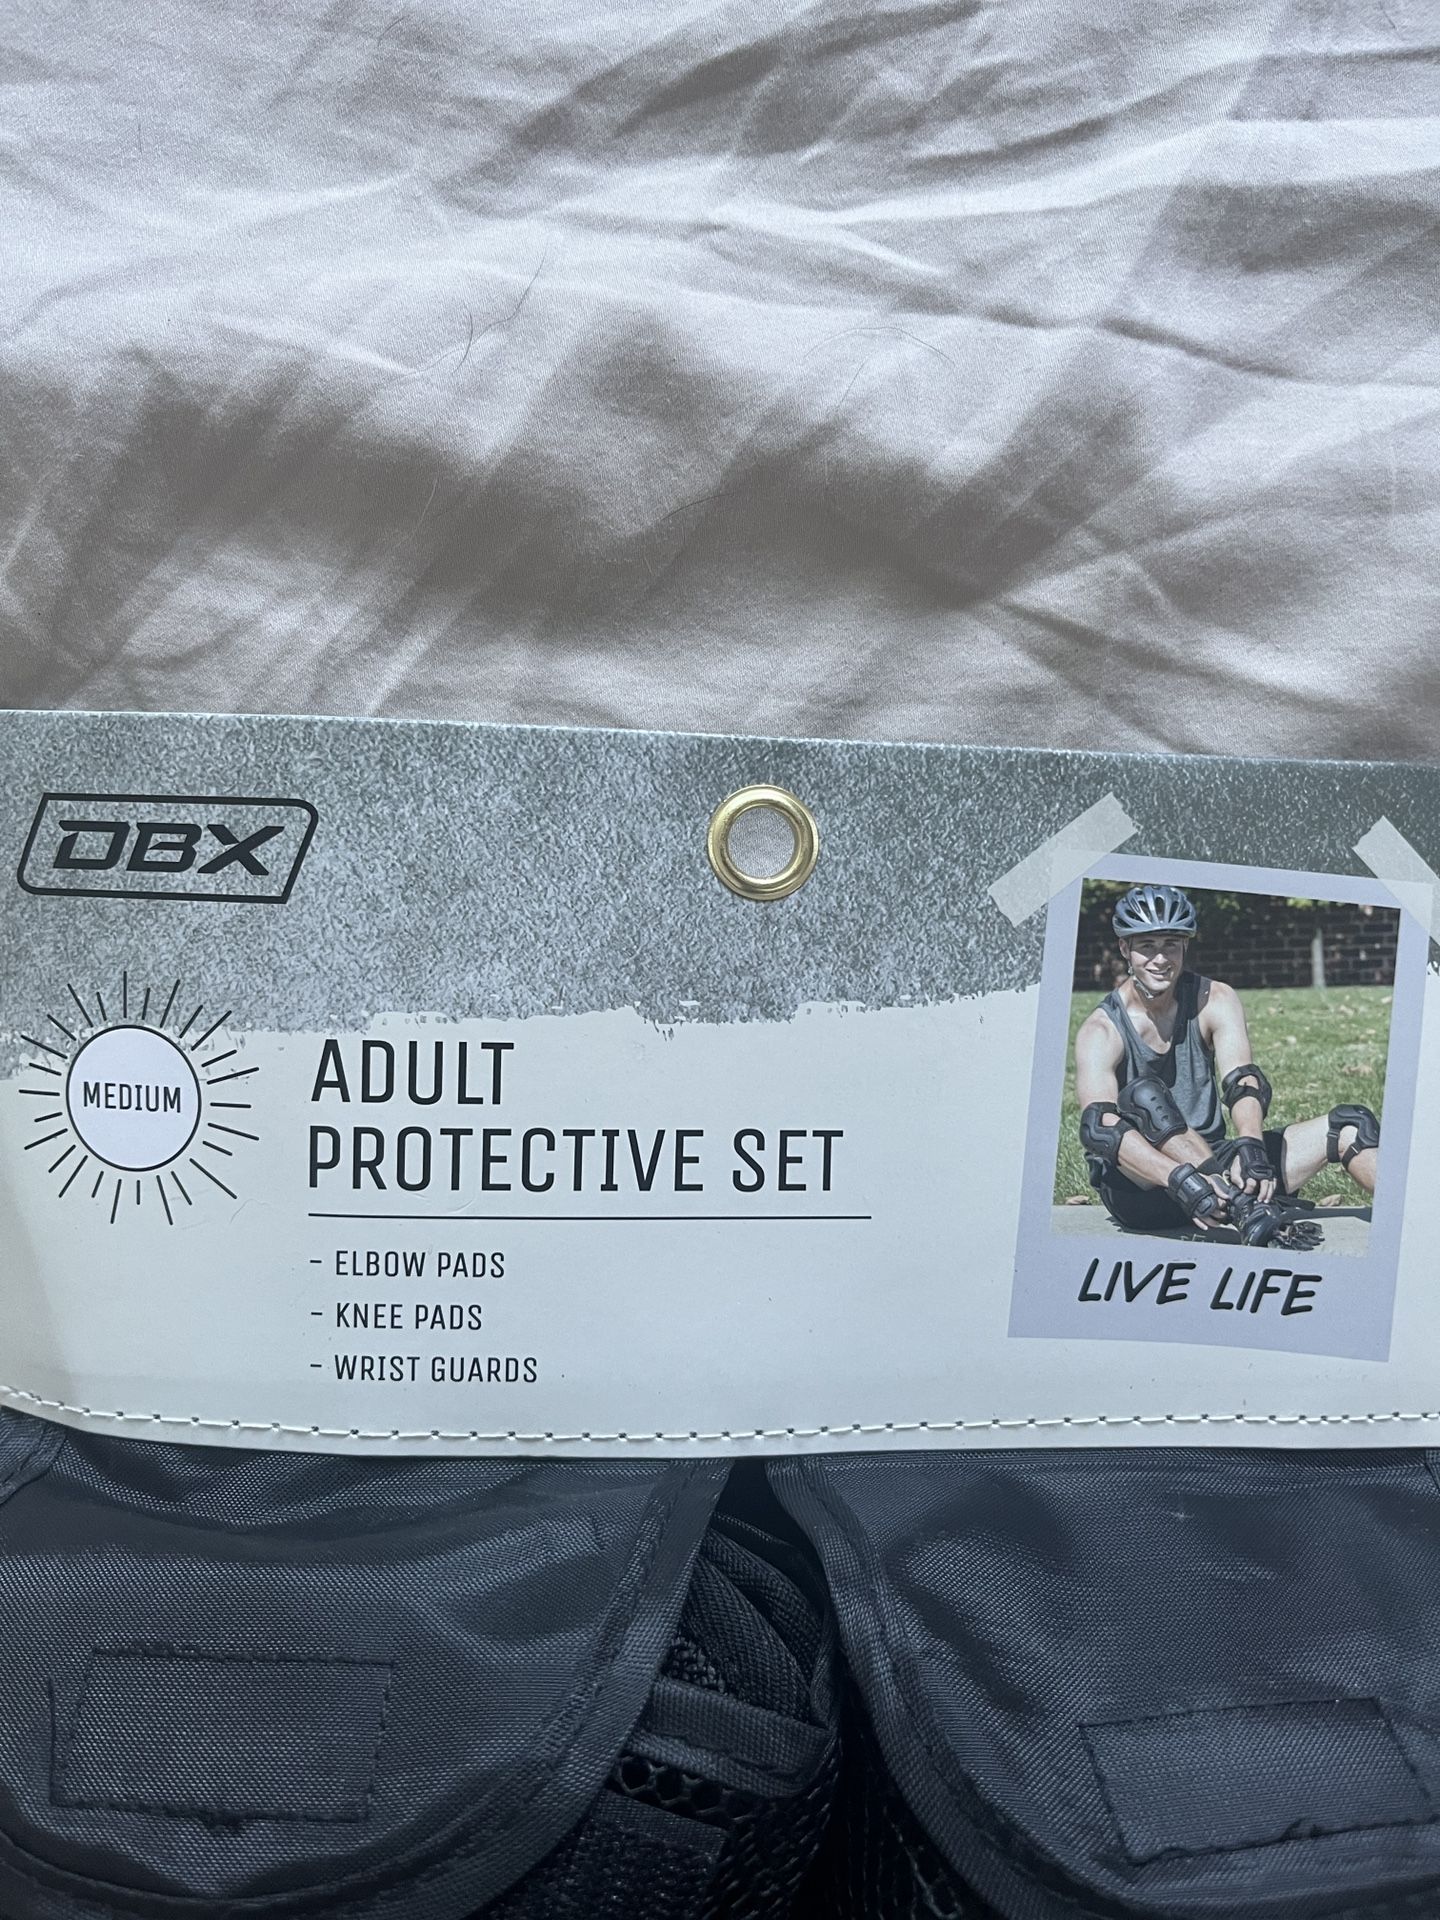 DBX
MEDIUM
ADULT
PROTECTIVE SET
- ELBOW PADS
- KNEE PADS
- WRIST GUARDS
LIVE LIFE